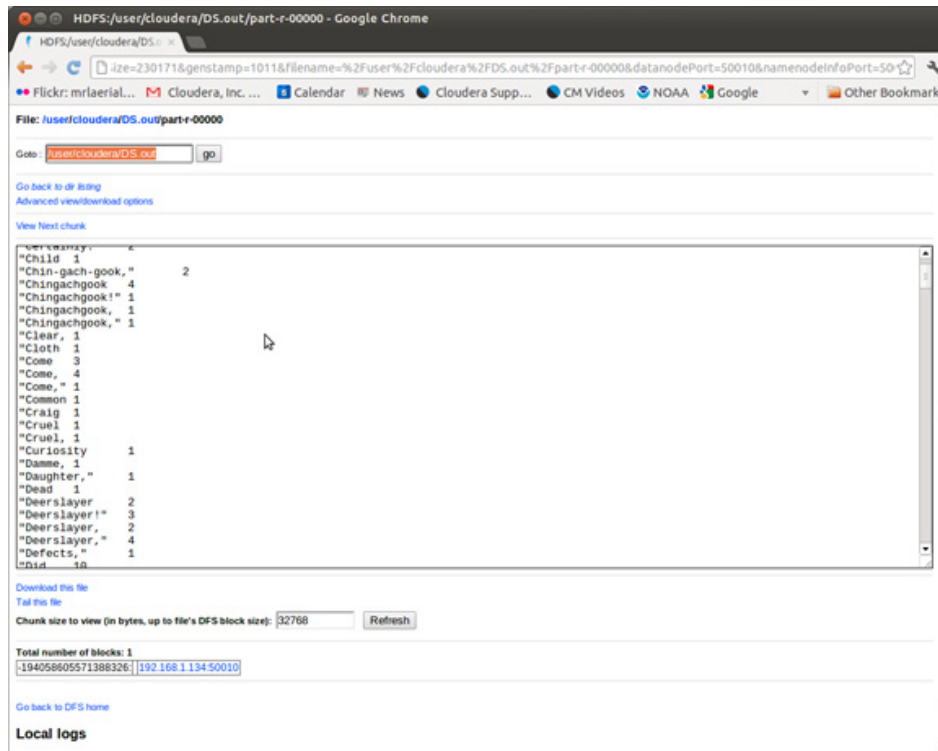 HDFS:/user/cloudera/DS.out/part-r-00000 - Google Chrome
HDFS:/user/cloudera/DS.o
ize=230171&genstamp=1011&filename=%2Fuser%2Fcloudera%2FDS.out%2Fpart-r-00000&datanodePort=50010&namenodeInfoPort=50
Flickr: mrlaerial... Cloudera, Inc. ... Calendar News Cloudera Supp... CM Videos NOAA Google Other Bookmark
File: /user/cloudera/DS.out/part-r-00000
Goto : /user/cloudera/DS.out go
Go back to dir listing
Advanced view/download options
View Next chunk
"Certainly. 2
"Child 1
"Chin-gach-gook," 2
"Chingachgook 4
"Chingachgook!" 1
"Chingachgook, 1
"Chingachgook," 1
"Clear, 1
"Cloth 1
"Come 3
"Come, 4
"Come," 1
"Common 1
"Craig 1
"Cruel 1
"Cruel, 1
"Curiosity 1
"Damme, 1
"Daughter," 1
"Dead 1
"Deerslayer 2
"Deerslayer!" 3
"Deerslayer, 2
"Deerslayer," 4
"Defects," 1
"Did 10
Download this file
Tail this file
Chunk size to view (in bytes, up to file's DFS block size): 32768 Refresh
Total number of blocks: 1
-194058605571388326: 192.168.1.134:50010
Go back to DFS home
Local logs